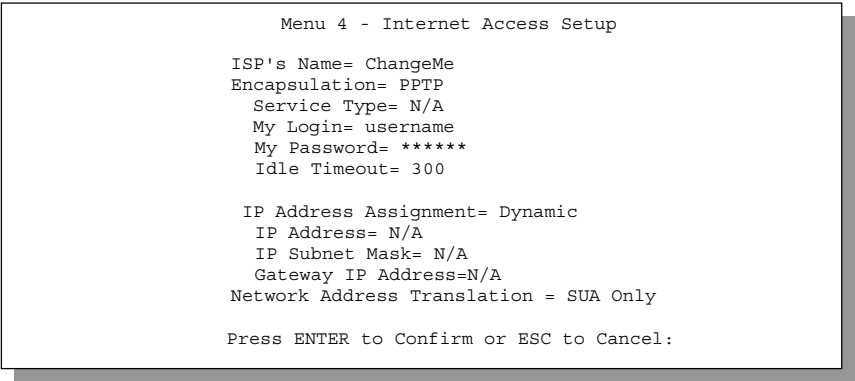 Menu 4 - Internet Access Setup
ISP's Name= ChangeMe
Encapsulation= PPTP
Service Type= N/A
My Login= username
My Password= ******
Idle Timeout= 300
IP Address Assignment= Dynamic
IP Address= N/A
IP Subnet Mask= N/A
Gateway IP Address=N/A
Network Address Translation = SUA Only
Press ENTER to Confirm or ESC to Cancel: